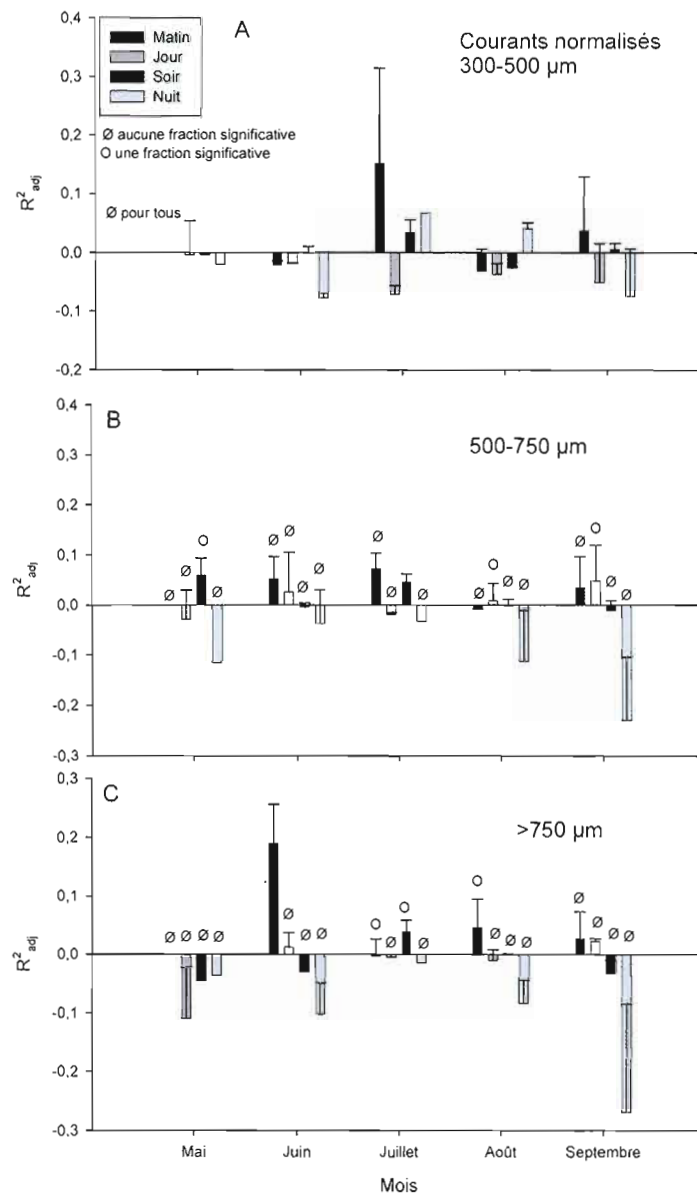 A
Courants normalisés
300-500 µm
Matin
Jour
Soir
Nuit
Ø aucune fraction significative
O une fraction significative
Ø pour tous
R²adj
0,4
0,3
0,2
0,1
0,0
-0,1
-0,2
B
500-750 µm
R²adj
0,4
0,3
0,2
0,1
0,0
-0,1
-0,2
-0,3
Ø Ø O Ø
Ø Ø Ø Ø
Ø Ø Ø
Ø O Ø Ø
Ø O Ø Ø
C
>750 µm
R²adj
0,3
0,2
0,1
0,0
-0,1
-0,2
-0,3
Ø Ø Ø Ø
Ø Ø Ø
O Ø O Ø
O Ø Ø Ø
Ø Ø Ø Ø
Mai Juin Juillet Août Septembre
Mois